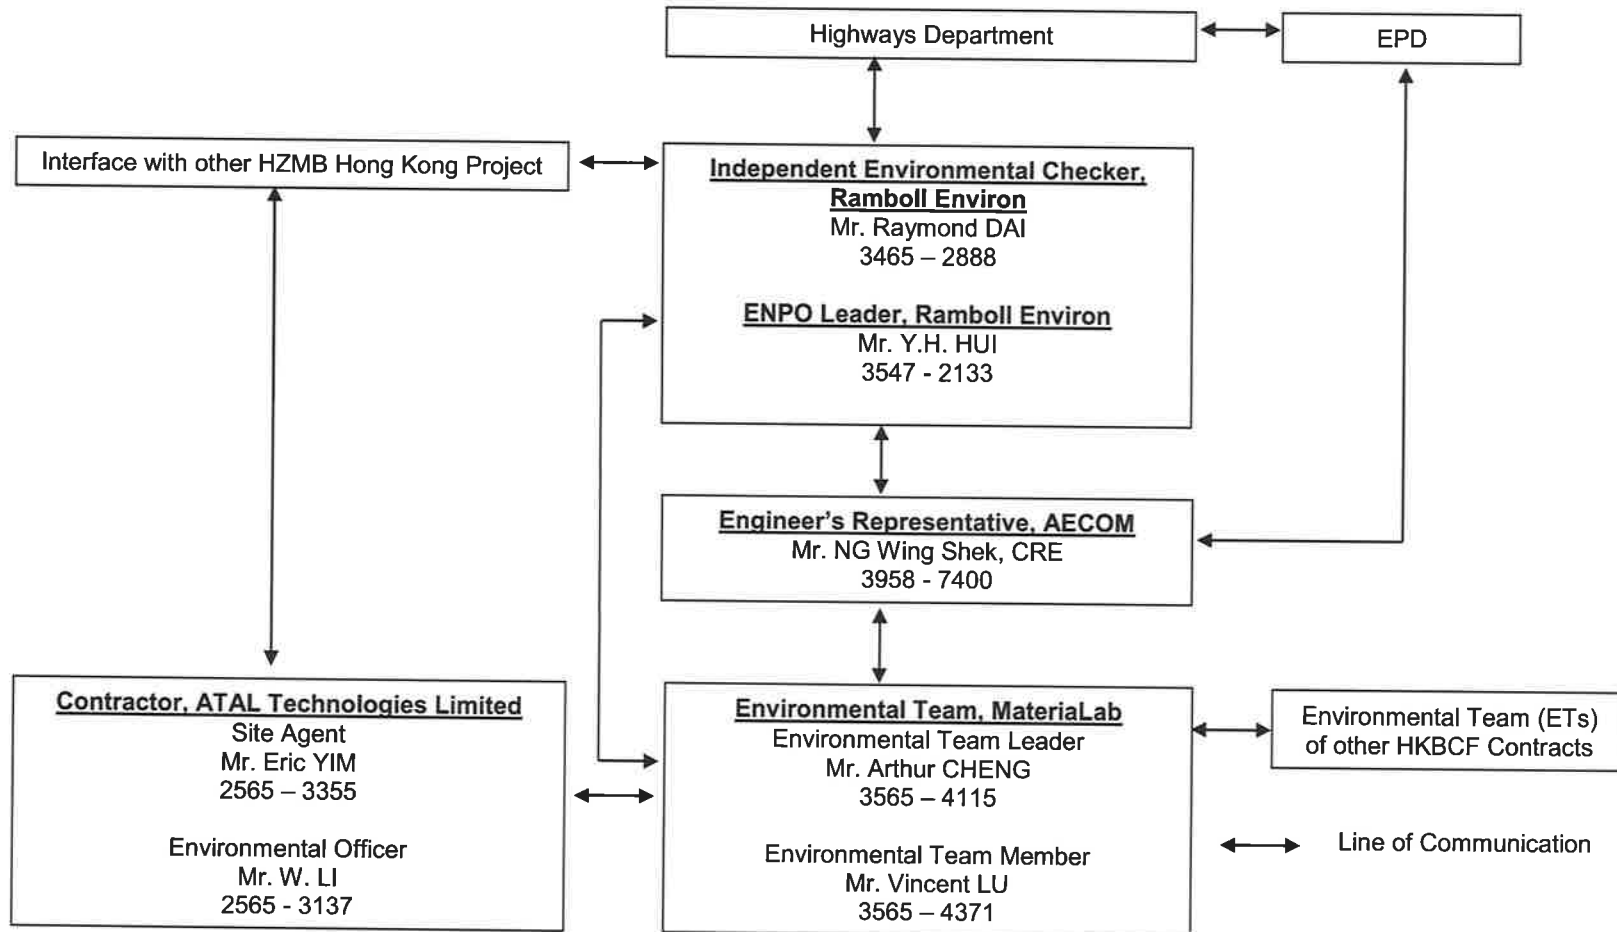 Highways Department
EPD
Interface with other HZMB Hong Kong Project
Independent Environmental Checker,
Ramboll Environ
Mr. Raymond DAI
3465 – 2888
ENPO Leader, Ramboll Environ
Mr. Y.H. HUI
3547 - 2133
Engineer's Representative, AECOM
Mr. NG Wing Shek, CRE
3958 - 7400
Contractor, ATAL Technologies Limited
Site Agent
Mr. Eric YIM
2565 – 3355
Environmental Officer
Mr. W. LI
2565 - 3137
Environmental Team, MateriaLab
Environmental Team Leader
Mr. Arthur CHENG
3565 – 4115
Environmental Team Member
Mr. Vincent LU
3565 – 4371
Environmental Team (ETs)
of other HKBCF Contracts
Line of Communication